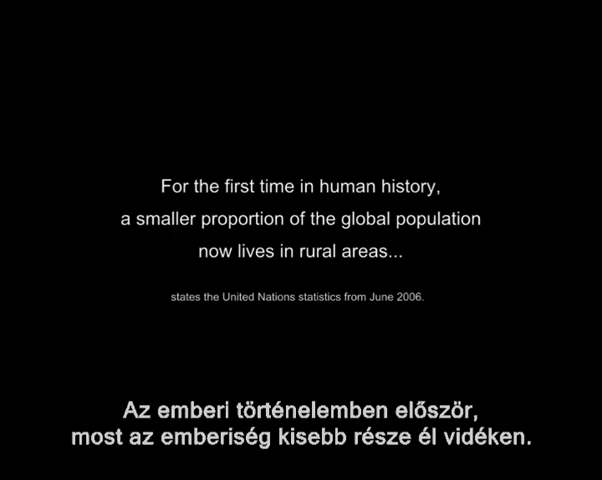 For the first time in human history,
a smaller proportion of the global population
now lives in rural areas...
states the United Nations statistics from June 2006.
Az emberi történelemben először,
most az emberiség kisebb része él vidéken.